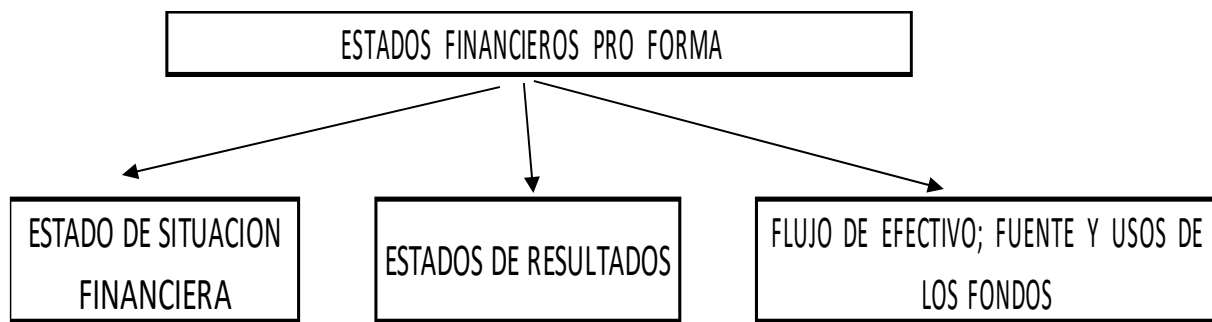 ESTADOS FINANCIEROS PRO FORMA
ESTADO DE SITUACION
FINANCIERA
ESTADOS DE RESULTADOS
FLUJO DE EFECTIVO; FUENTE Y USOS DE
LOS FONDOS